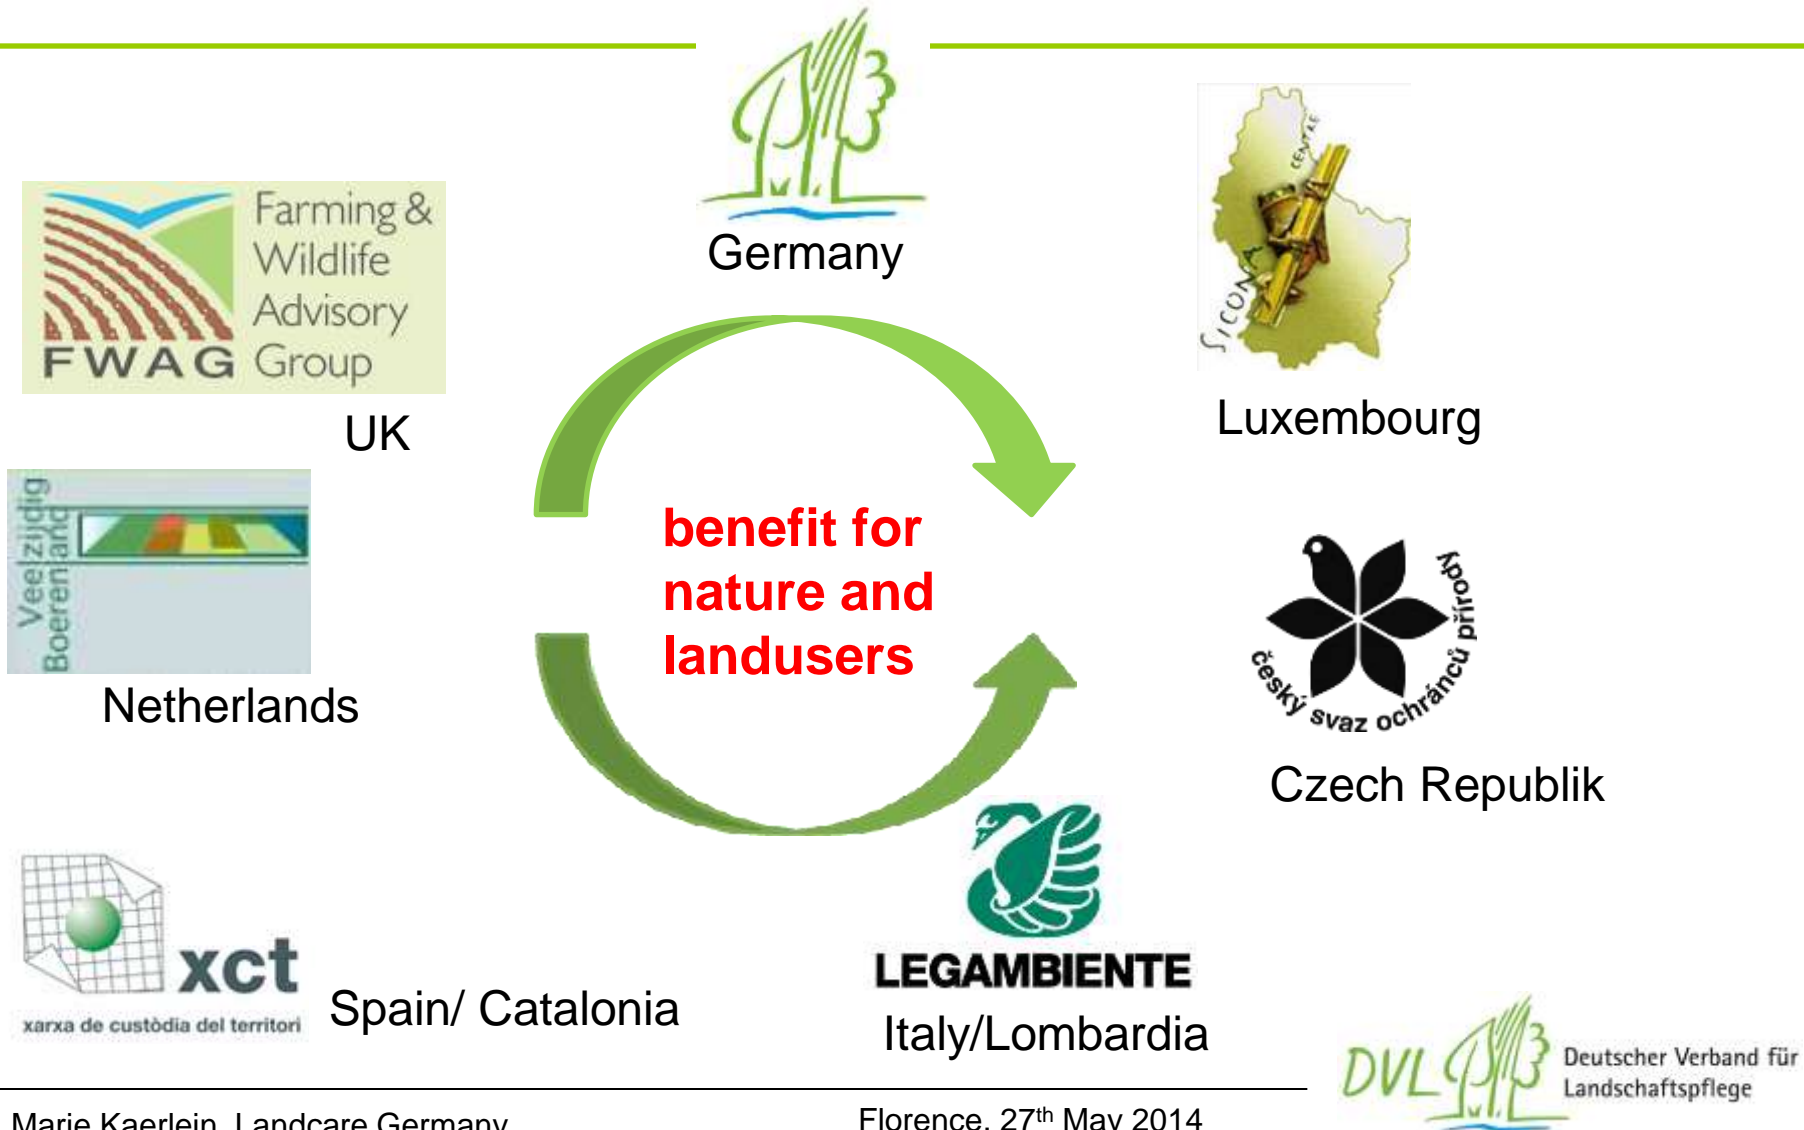 Germany
Farming &
Wildlife
Advisory
Group
FWAG
UK
SICONA
CENTRE
Luxembourg
Veelzijdig
Boerenland
Netherlands
benefit for
nature and
landusers
český svaz ochránců přírody
Czech Republik
xct
xarxa de custòdia del territori
Spain/ Catalonia
LEGAMBIENTE
Italy/Lombardia
DVL
Deutscher Verband für
Landschaftspflege
Marie Kaerlein, Landcare Germany
Florence, 27th May 2014